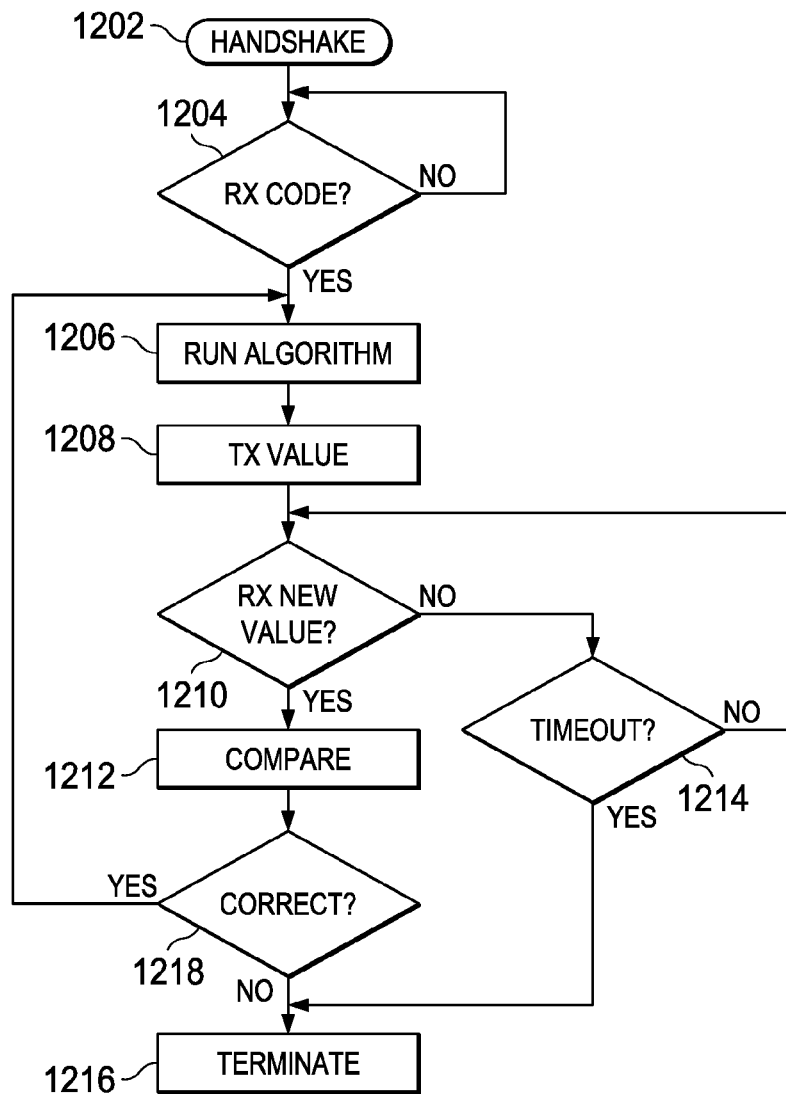 1202
HANDSHAKE
1204
RX CODE?
NO
YES
1206
RUN ALGORITHM
1208
TX VALUE
RX NEW
VALUE?
NO
1210
YES
TIMEOUT?
NO
1212
COMPARE
1214
YES
YES
CORRECT?
1218
NO
TERMINATE
1216